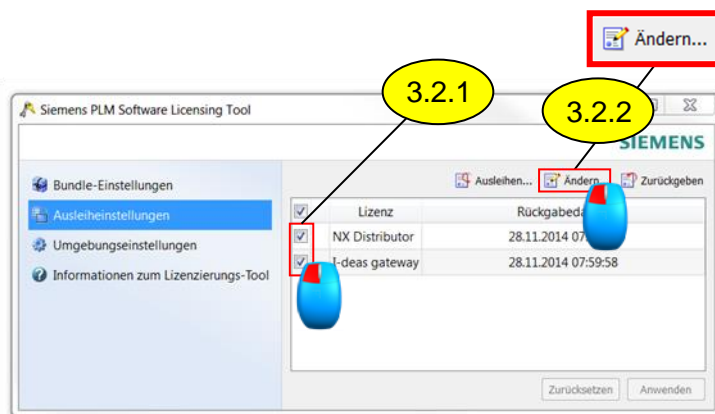 Ändern...
3.2.1
3.2.2
Siemens PLM Software Licensing Tool
SIEMENS
Bundle-Einstellungen
Ausleiheinstellungen
Umgebungseinstellungen
Informationen zum Lizenzierungs-Tool
Ausleihen... Ändern... Zurückgeben
Lizenz
NX Distributor 28.11.2014
I-deas gateway 28.11.2014 07:59:58
Zurücksetzen Anwenden